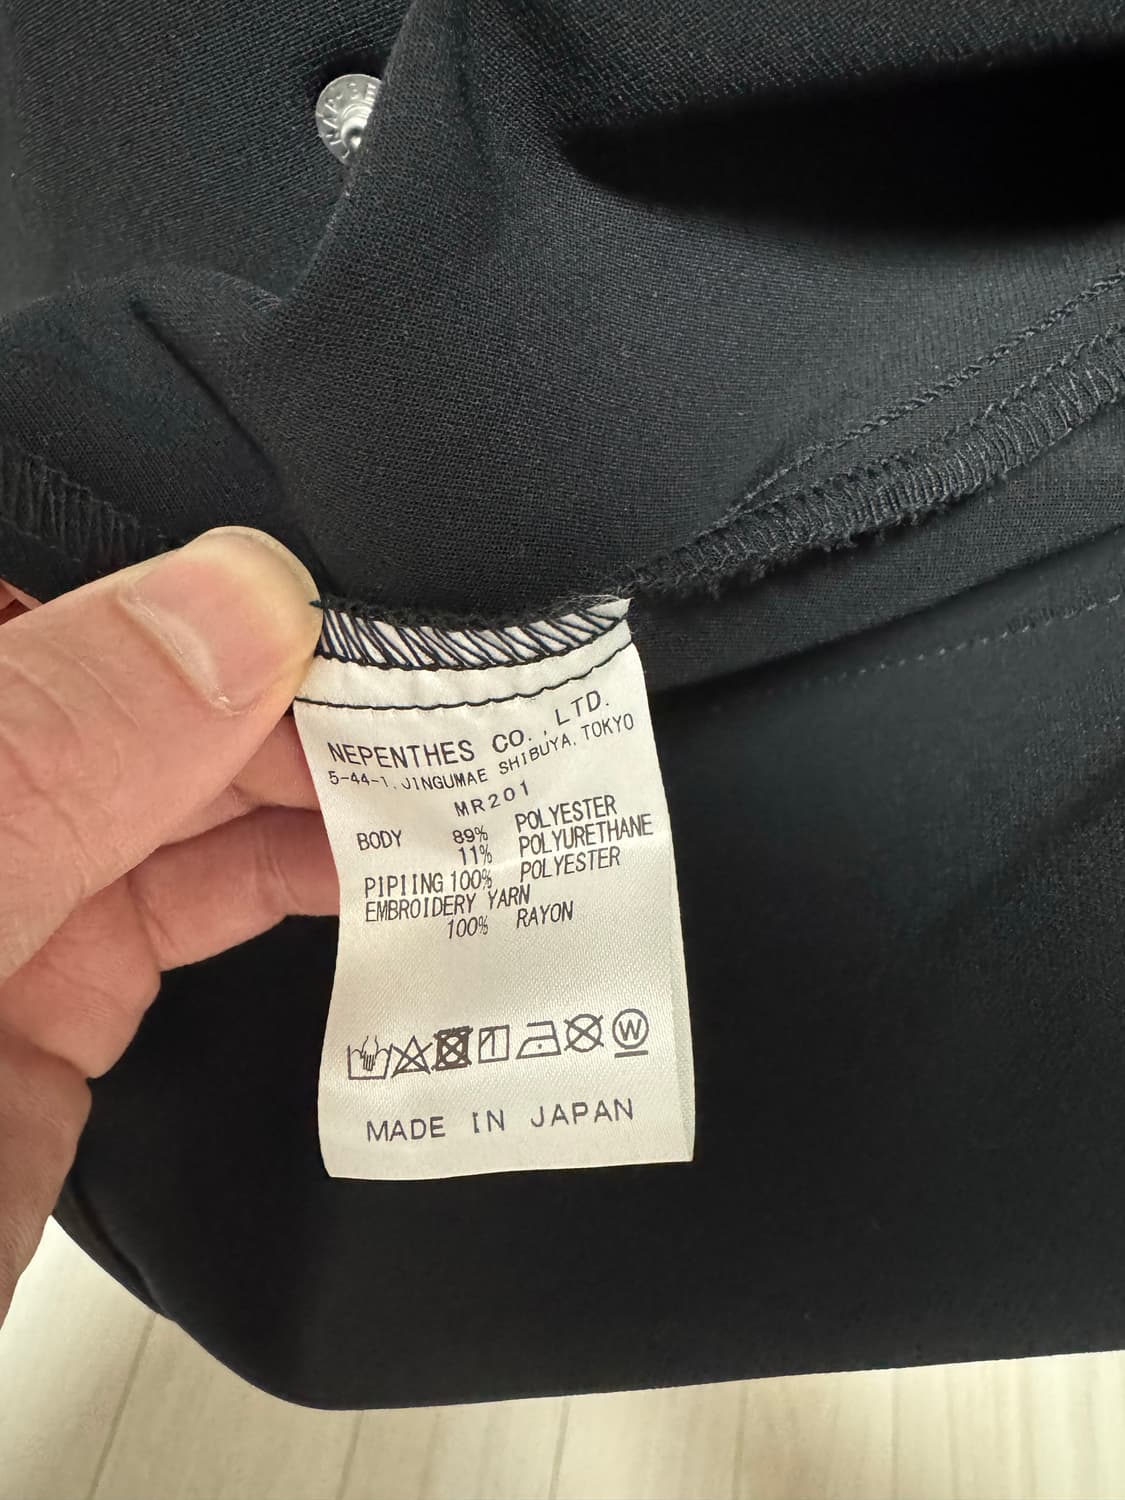 NEPENTHES CO.,LTD.
5-44-1,JINGUMAE SHIBUYA,TOKYO
MR201
BODY 89% POLYESTER
11% POLYURETHANE
PIPIING 100% POLYESTER
EMBROIDERY YARN
100% RAYON
W
MADE IN JAPAN